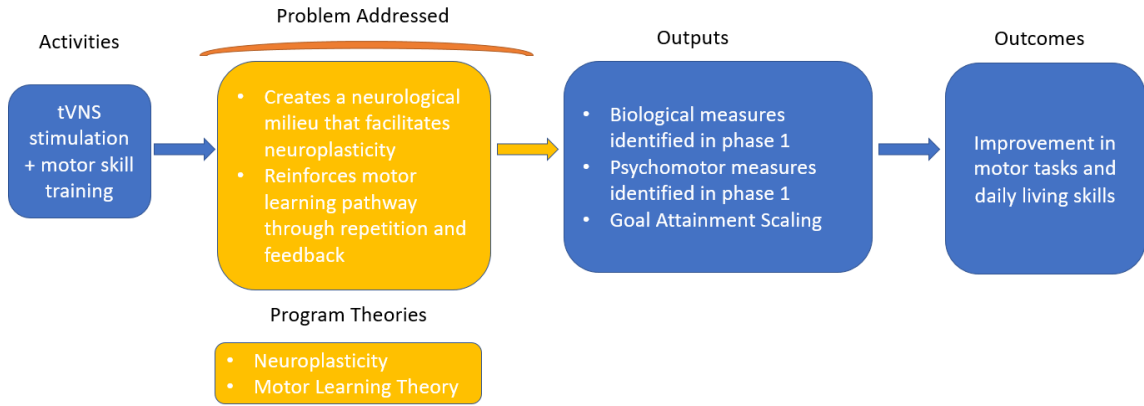 Problem Addressed
Activities
Outputs
Outcomes
tVNS
stimulation
+ motor skill
training
• Creates a neurological
milieu that facilitates
neuroplasticity
• Reinforces motor
learning pathway
through repetition and
feedback
• Biological measures
identified in phase 1
• Psychomotor measures
identified in phase 1
• Goal Attainment Scaling
Improvement in
motor tasks and
daily living skills
Program Theories
• Neuroplasticity
• Motor Learning Theory